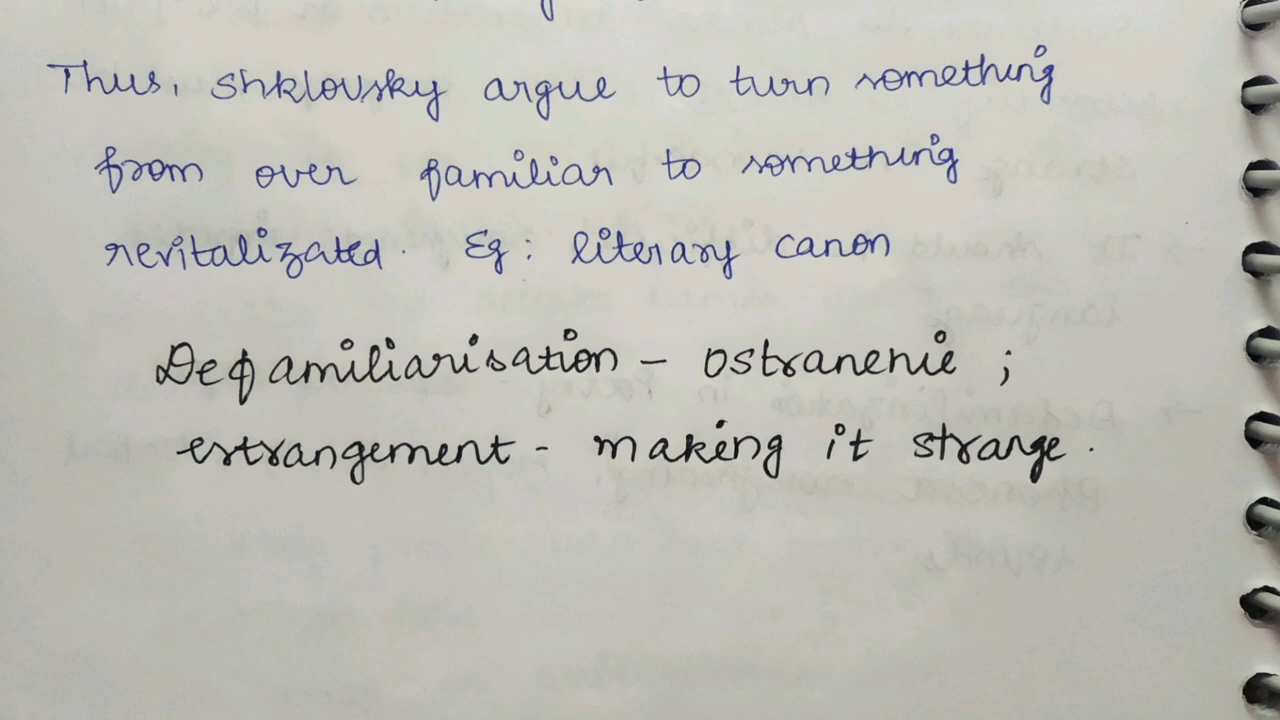 Thus, Shklovsky argue to turn something
from over familiar to something
revitalizated. Eg: literary canon
Defamiliarisation - ostranenie ;
estrangement - making it strange.